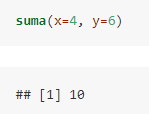 suma(x=4, y=6)
## [1] 10